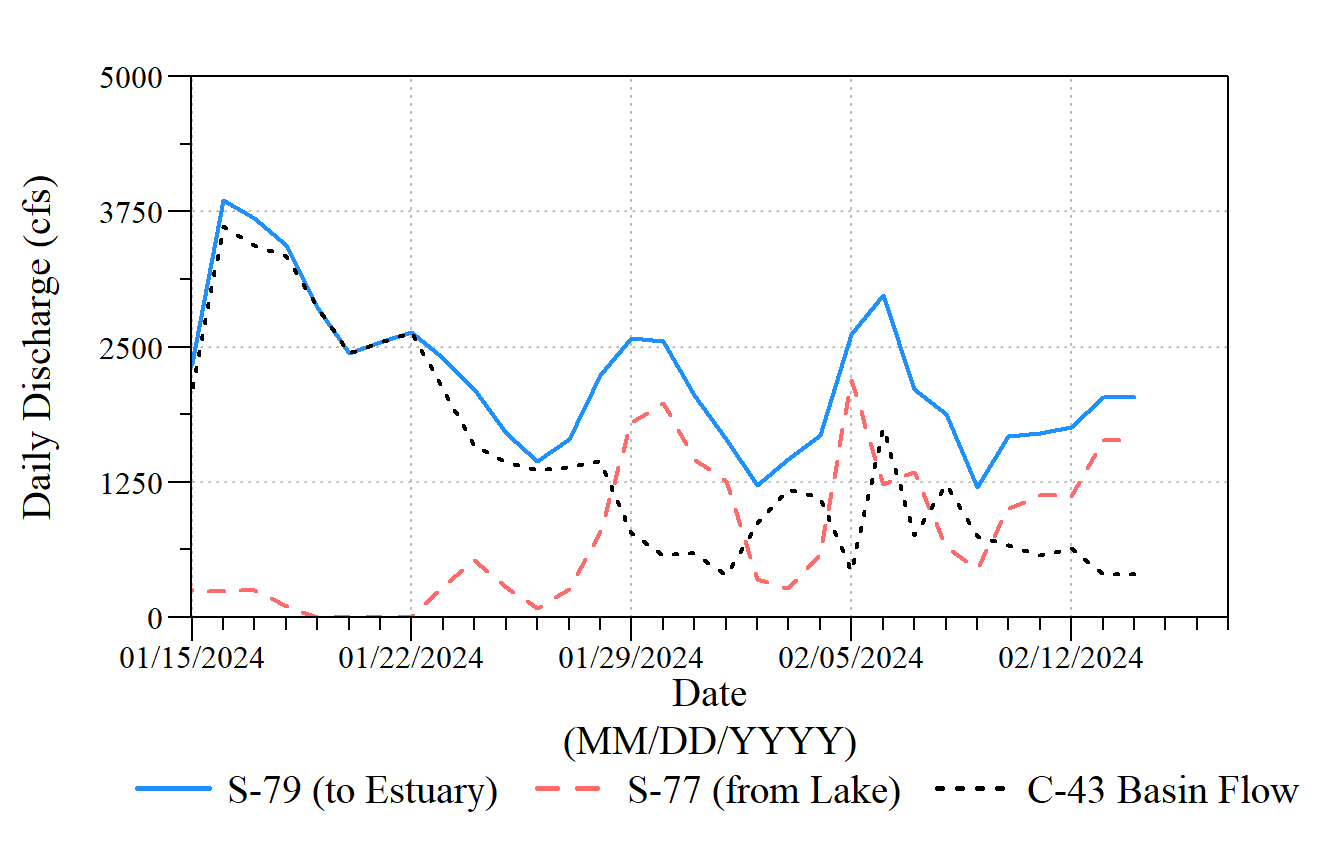 5000
3750
2500
1250
0
Daily Discharge (cfs)
01/15/2024 01/22/2024 01/29/2024 02/05/2024 02/12/2024
Date
(MM/DD/YYYY)
S-79 (to Estuary) S-77 (from Lake) C-43 Basin Flow